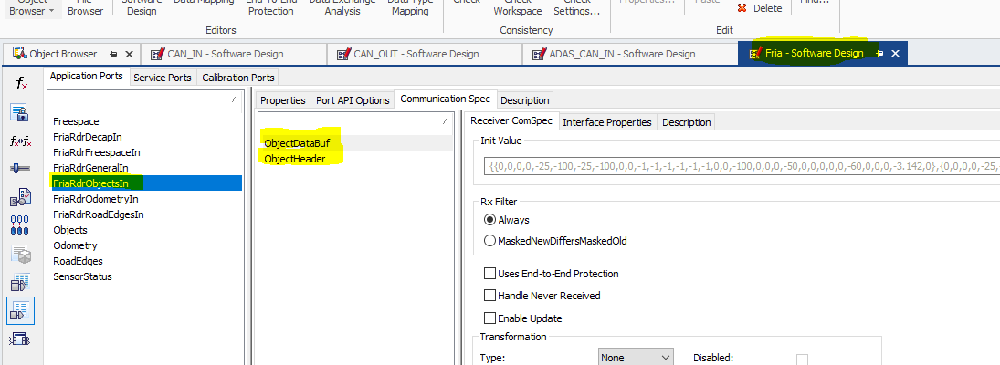 Object Browser
File Browser
Software Design
Data Mapping
End-To-End Protection
Data Exchange Analysis
Data Type Mapping
Check
Check Workspace
Check Settings...
Properties...
Paste
Delete
Find...
Editors
Consistency
Edit
Object Browser
CAN_IN - Software Design
CAN_OUT - Software Design
ADAS_CAN_IN - Software Design
Fria - Software Design
Application Ports
Service Ports
Calibration Ports
Freespace
FriaRdrDecapIn
FriaRdrFreespaceIn
FriaRdrGeneralIn
FriaRdrObjectsIn
FriaRdrOdometryIn
FriaRdrRoadEdgesIn
Objects
Odometry
RoadEdges
SensorStatus
Properties
Port API Options
Communication Spec
Description
ObjectDataBuf
ObjectHeader
Receiver ComSpec
Interface Properties
Description
Init Value
{{0,0,0,0,-25,-100,-25,-100,0,0,-1,-1,-1,-1,-1,-1,0,0,-100,0,0,0,-50,0,0,0,0,0,-60,0,0,0,-3.142,0},{0,0,0,0,-25,-
Rx Filter
Always
MaskedNewDiffersMaskedOld
Uses End-to-End Protection
Handle Never Received
Enable Update
Transformation
Type:
None
Disabled: